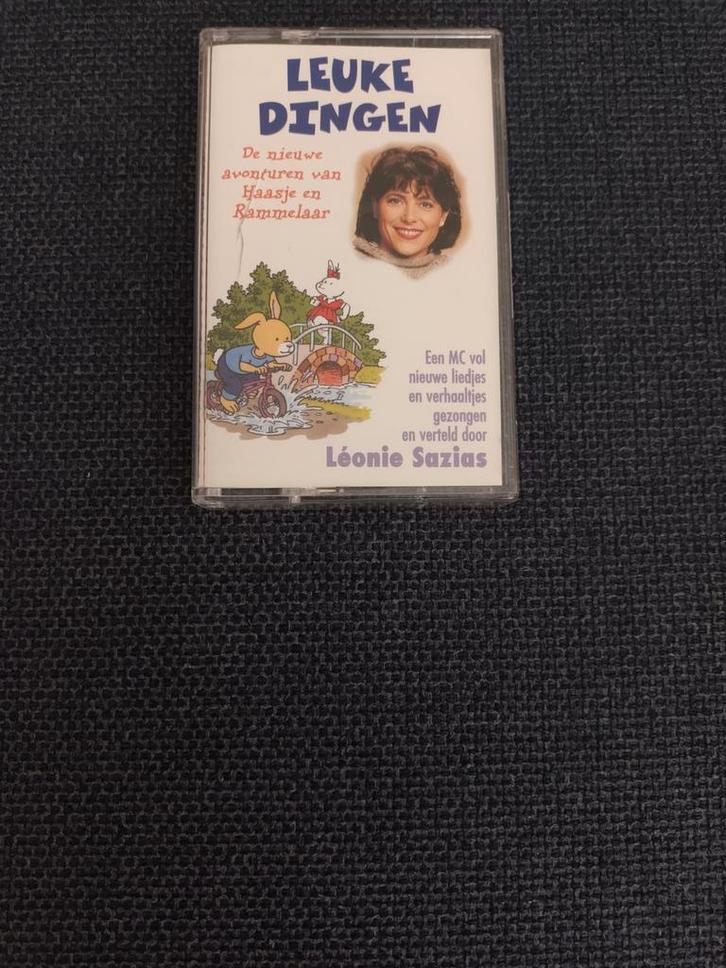 LEUKE
DINGEN
De nieuwe
avonturen van
Haasje en
Rammelaar
Een MC vol
nieuwe liedjes
en verhaaltjes
gezongen
en verteld door
Léonie Sazias